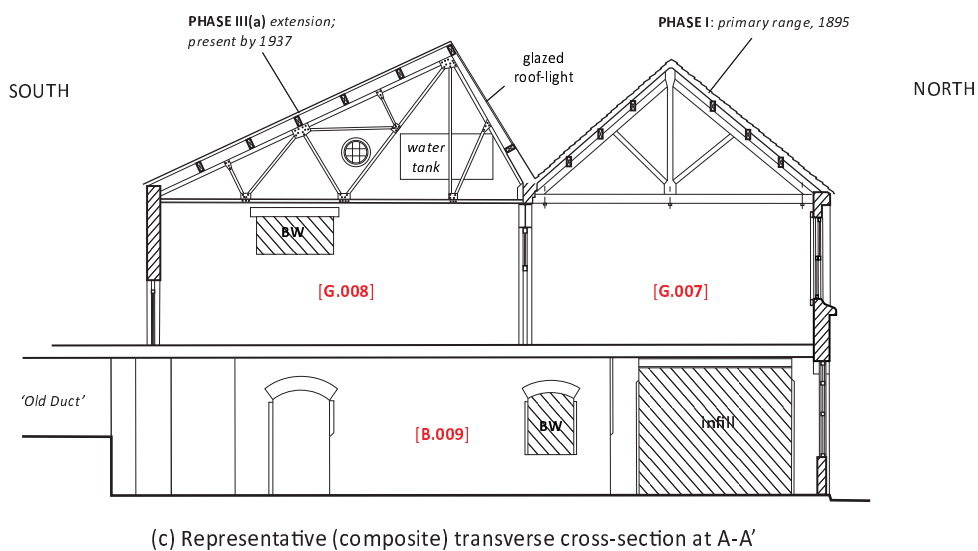 PHASE III(a) extension;
present by 1937
PHASE I: primary range, 1895
glazed
roof-light
SOUTH
NORTH
water
tank
BW
[G.008]
[G.007]
'Old Duct'
[B.009]
BW
Infill
(c) Representative (composite) transverse cross-section at A-A’